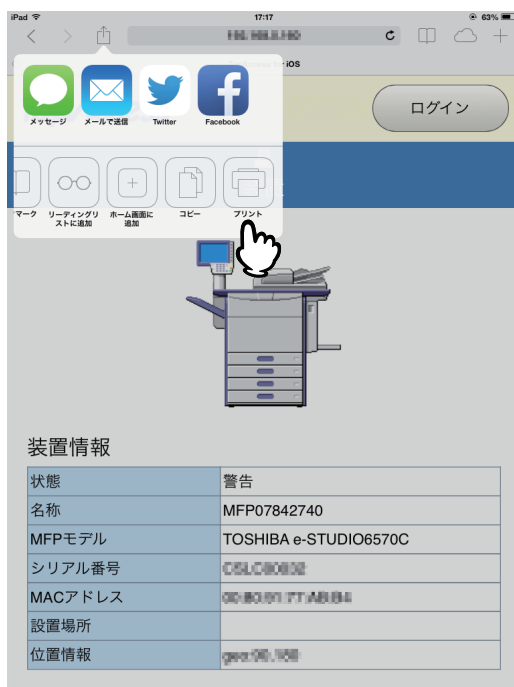 iPad 17:17 63%
iOS
ログイン
メッセージ メールで送信 Twitter Facebook
マーク リーディングリストに追加 ホーム画面に追加 コピー プリント
装置情報
状態 警告
名称 MFP07842740
MFPモデル TOSHIBA e-STUDIO6570C
シリアル番号
MACアドレス
設置場所
位置情報